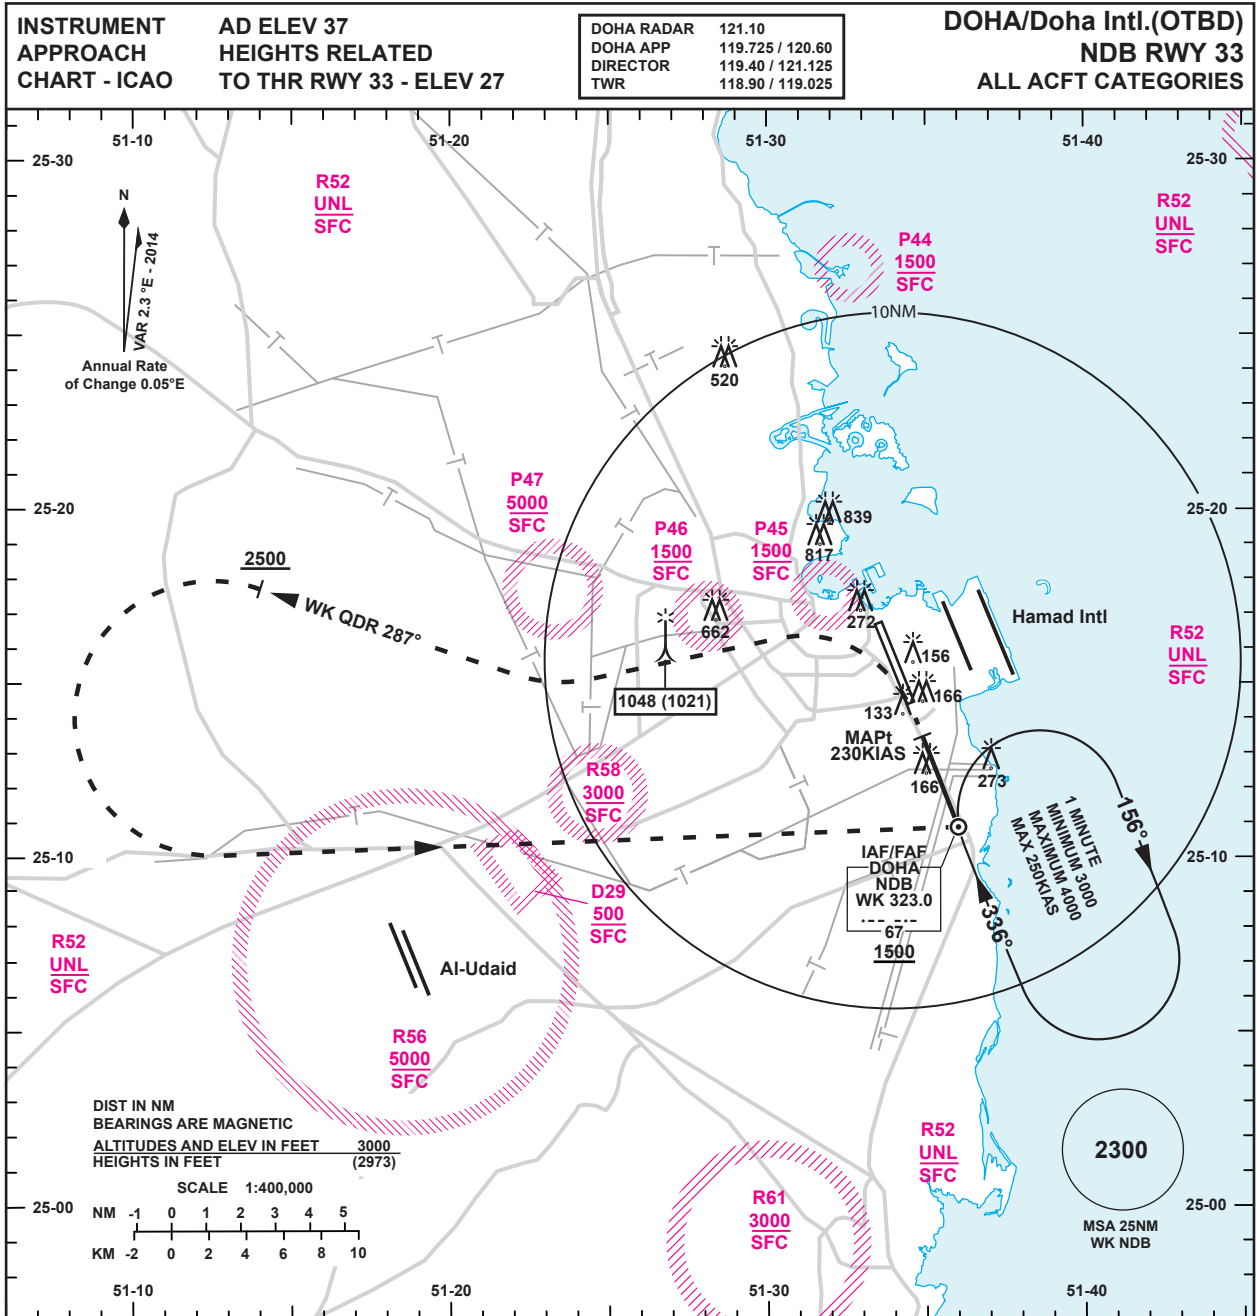 INSTRUMENT
APPROACH
CHART - ICAO
AD ELEV 37
HEIGHTS RELATED
TO THR RWY 33 - ELEV 27
DOHA RADAR 121.10
DOHA APP 119.725 / 120.60
DIRECTOR 119.40 / 121.125
TWR 118.90 / 119.025
DOHA/Doha Intl.(OTBD)
NDB RWY 33
ALL ACFT CATEGORIES
51-10 51-20 51-30 51-40
25-30 25-30
R52
UNL
SFC
R52
UNL
SFC
N
VAR 2.3 °E - 2014
Annual Rate
of Change 0.05°E
P44
1500
SFC
10NM
520
25-20 25-20
P47
5000
SFC
P46
1500
SFC
P45
1500
SFC
839
817
2500
WK QDR 287°
662
272
Hamad Intl
156
R52
UNL
SFC
1048 (1021)
166
133
MAPt
230KIAS
166
273
R58
3000
SFC
156°
1 MINUTE
MINIMUM 3000
MAXIMUM 4000
MAX 250KIAS
25-10 25-10
IAF/FAF
DOHA
NDB
WK 323.0
.-- -.-
67
1500
336°
D29
500
SFC
R52
UNL
SFC
Al-Udaid
R56
5000
SFC
DIST IN NM
BEARINGS ARE MAGNETIC
ALTITUDES AND ELEV IN FEET 3000
HEIGHTS IN FEET (2973)
SCALE 1:400,000
NM -1 0 1 2 3 4 5
KM -2 0 2 4 6 8 10
R52
UNL
SFC
2300
MSA 25NM
WK NDB
R61
3000
SFC
25-00 25-00
51-10 51-20 51-30 51-40